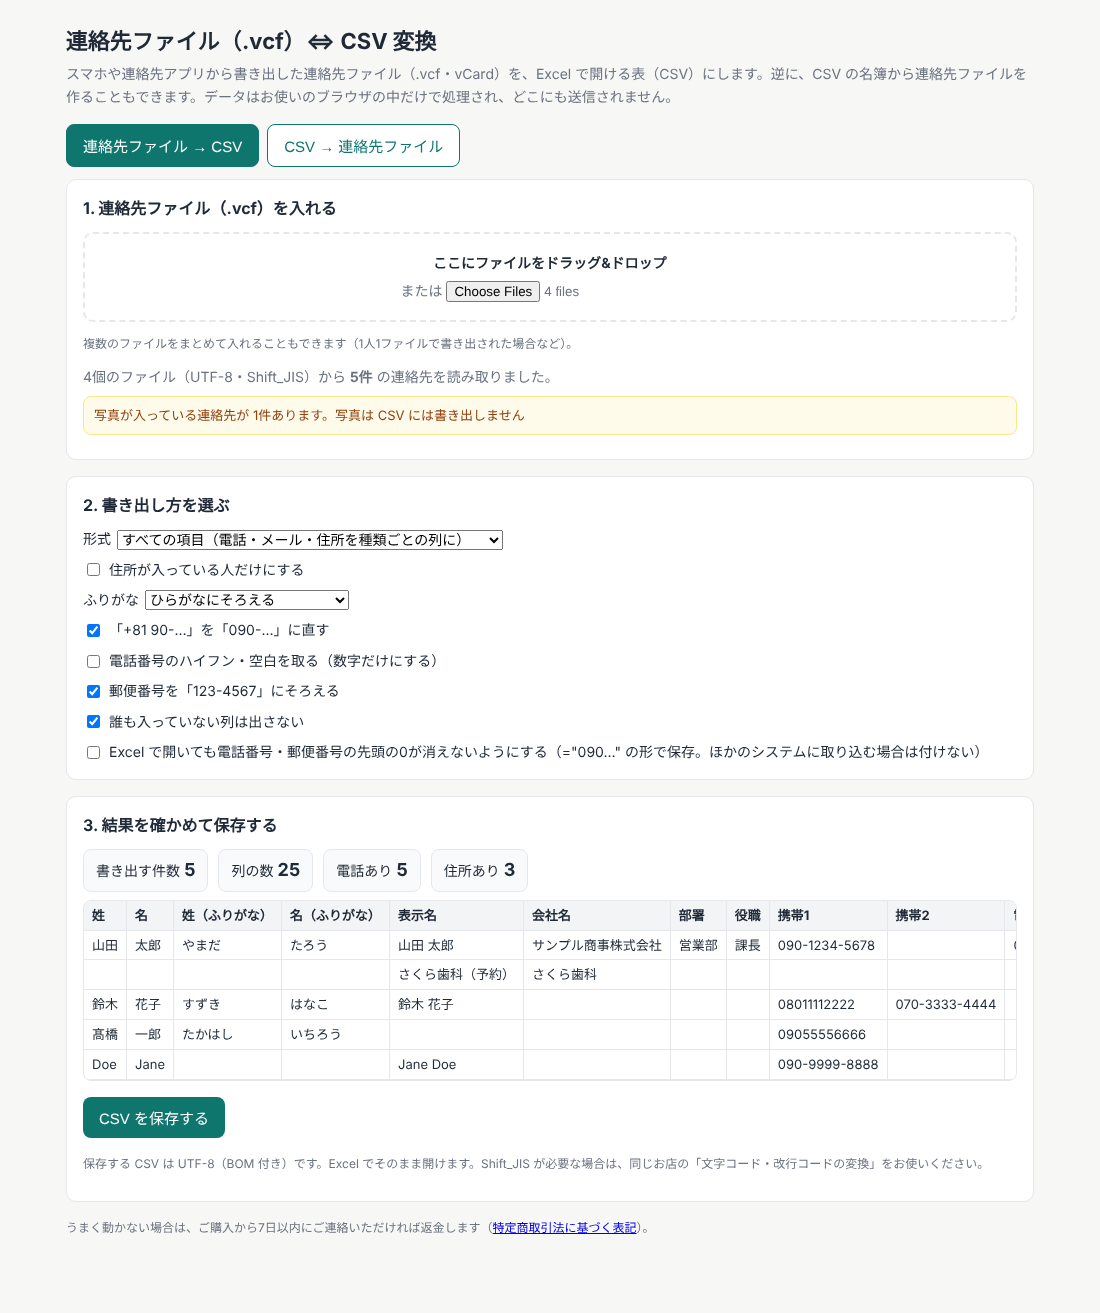 連絡先ファイル（.vcf）⇔ CSV 変換
スマホや連絡先アプリから書き出した連絡先ファイル（.vcf・vCard）を、Excel で開ける表（CSV）にします。逆に、CSV の名簿から連絡先ファイルを
作ることもできます。データはお使いのブラウザの中だけで処理され、どこにも送信されません。
連絡先ファイル → CSV
CSV → 連絡先ファイル
1. 連絡先ファイル（.vcf）を入れる
ここにファイルをドラッグ&ドロップ
または Choose Files 4 files
複数のファイルをまとめて入れることもできます（1人1ファイルで書き出された場合など）。
4個のファイル（UTF-8・Shift_JIS）から 5件 の連絡先を読み取りました。
写真が入っている連絡先が 1件あります。写真は CSV には書き出しません
2. 書き出し方を選ぶ
形式 すべての項目（電話・メール・住所を種類ごとの列に）
住所が入っている人だけにする
ふりがな ひらがなにそろえる
「+81 90-…」を「090-…」に直す
電話番号のハイフン・空白を取る（数字だけにする）
郵便番号を「123-4567」にそろえる
誰も入っていない列は出さない
Excel で開いても電話番号・郵便番号の先頭の0が消えないようにする（="090…" の形で保存。ほかのシステムに取り込む場合は付けない）
3. 結果を確かめて保存する
書き出す件数 5 列の数 25 電話あり 5 住所あり 3
姓 名 姓（ふりがな） 名（ふりがな） 表示名 会社名 部署 役職 携帯1 携帯2
山田 太郎 やまだ たろう 山田 太郎 サンプル商事株式会社 営業部 課長 090-1234-5678
さくら歯科（予約） さくら歯科
鈴木 花子 すずき はなこ 鈴木 花子 08011112222 070-3333-4444
髙橋 一郎 たかはし いちろう 09055556666
Doe Jane Jane Doe 090-9999-8888
CSV を保存する
保存する CSV は UTF-8（BOM 付き）です。Excel でそのまま開けます。Shift_JIS が必要な場合は、同じお店の「文字コード・改行コードの変換」をお使いください。
うまく動かない場合は、ご購入から7日以内にご連絡いただければ返金します（特定商取引法に基づく表記）。